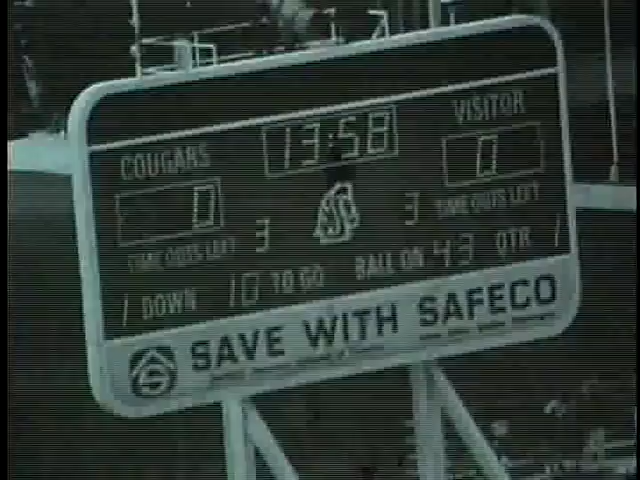 13:58
COUGARS VISITOR
0 0
TIME OUTS LEFT 3 3 TIME OUTS LEFT
1 DOWN 10 TO GO BALL ON 43 QTR 1
SAVE WITH SAFECO